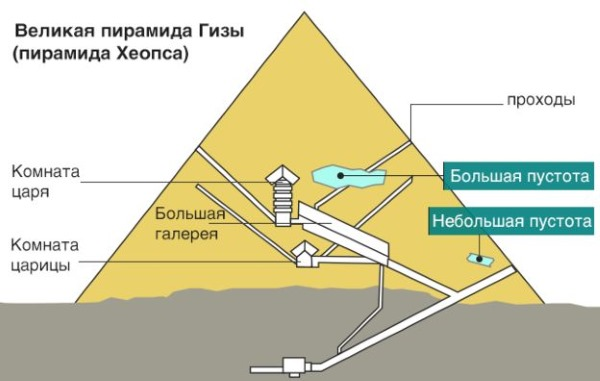 Великая пирамида Гизы
(пирамида Хеопса)
проходы
Комната
царя
Большая пустота
Большая
галерея
Небольшая пустота
Комната
царицы